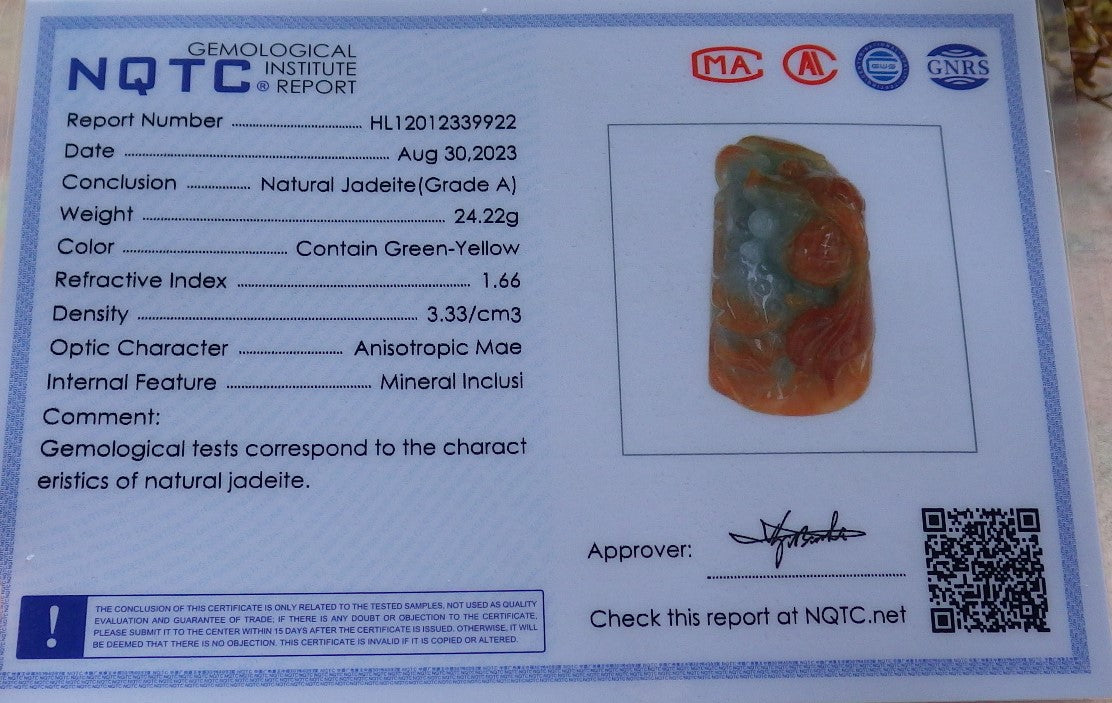 NQTC® GEMOLOGICAL INSTITUTE REPORT
MA
GNRS
Report Number ........ HL12012339922
Date ........ Aug 30,2023
Conclusion ........ Natural Jadeite(Grade A)
Weight ........ 24.22g
Color ........ Contain Green-Yellow
Refractive Index ........ 1.66
Density ........ 3.33/cm3
Optic Character ........ Anisotropic Mae
Internal Feature ........ Mineral Inclusi
Comment:
Gemological tests correspond to the charact
eristics of natural jadeite.
Approver:
Check this report at NQTC.net
!
THE CONCLUSION OF THIS CERTIFICATE IS ONLY RELATED TO THE TESTED SAMPLES, NOT USED AS QUALITY
EVALUATION AND GUARANTEE OF TRADE; IF THERE IS ANY DOUBT OR OBJECTION TO THE CERTIFICATE,
PLEASE SUBMIT IT TO THE CENTER WITHIN 15 DAYS AFTER THE CERTIFICATE IS ISSUED. OTHERWISE, IT WILL
BE DEEMED THAT THERE IS NO OBJECTION. THIS CERTIFICATE IS INVALID IF IT IS COPIED OR ALTERED.